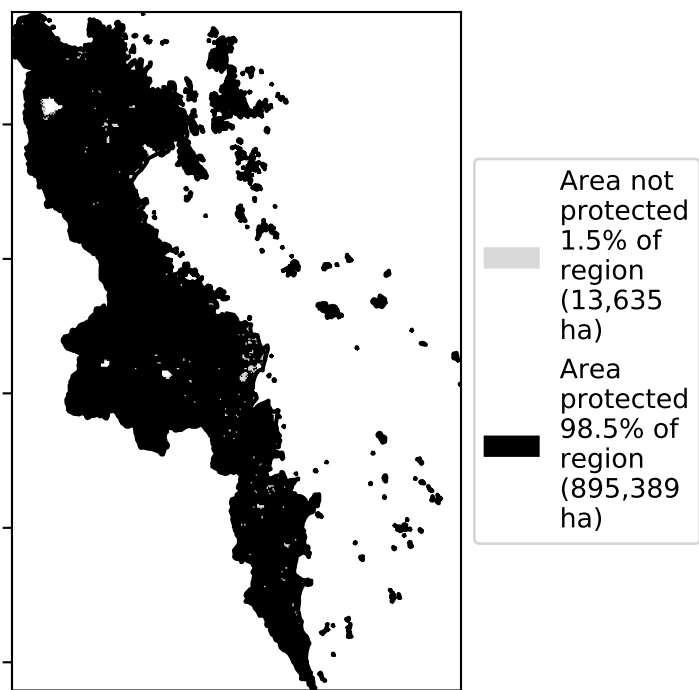 Area not
protected
1.5% of
region
(13,635
ha)
Area
protected
98.5% of
region
(895,389
ha)